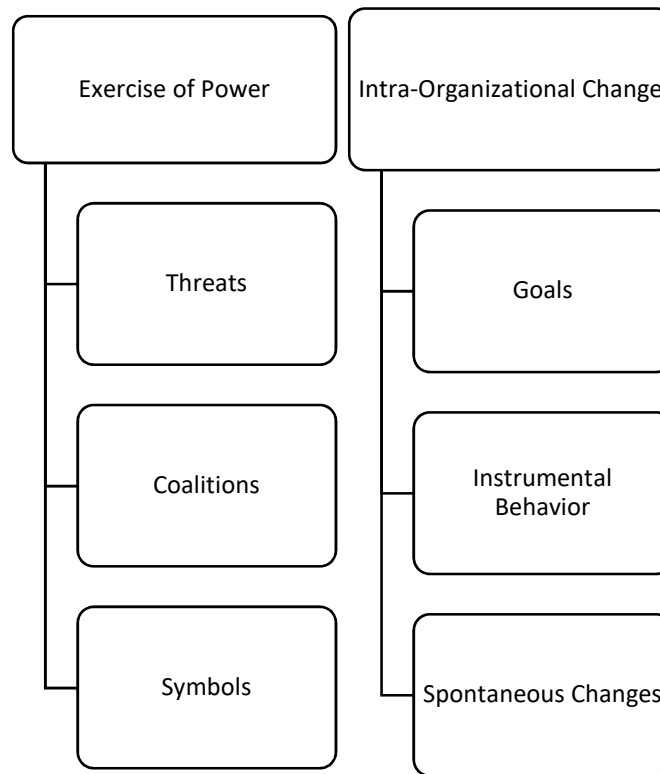 Exercise of Power
Threats
Coalitions
Symbols
Intra-Organizational Change
Goals
Instrumental
Behavior
Spontaneous Changes